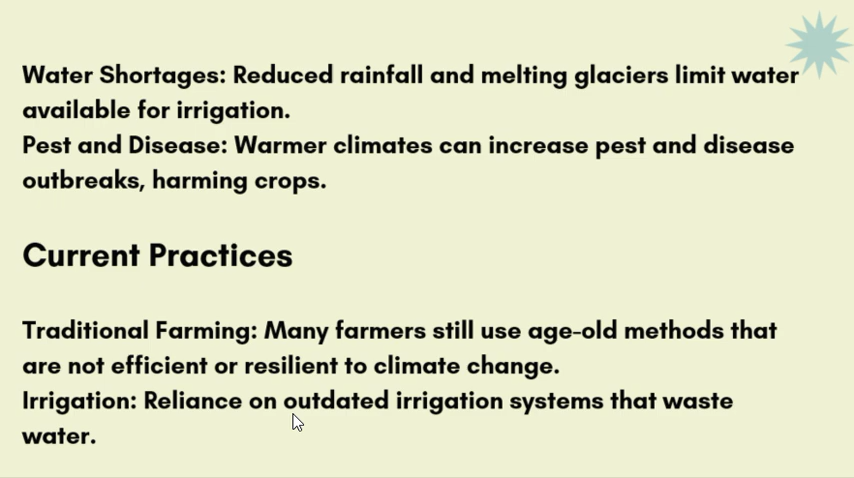 Water Shortages: Reduced rainfall and melting glaciers limit water
available for irrigation.
Pest and Disease: Warmer climates can increase pest and disease
outbreaks, harming crops.
Current Practices
Traditional Farming: Many farmers still use age-old methods that
are not efficient or resilient to climate change.
Irrigation: Reliance on outdated irrigation systems that waste
water.